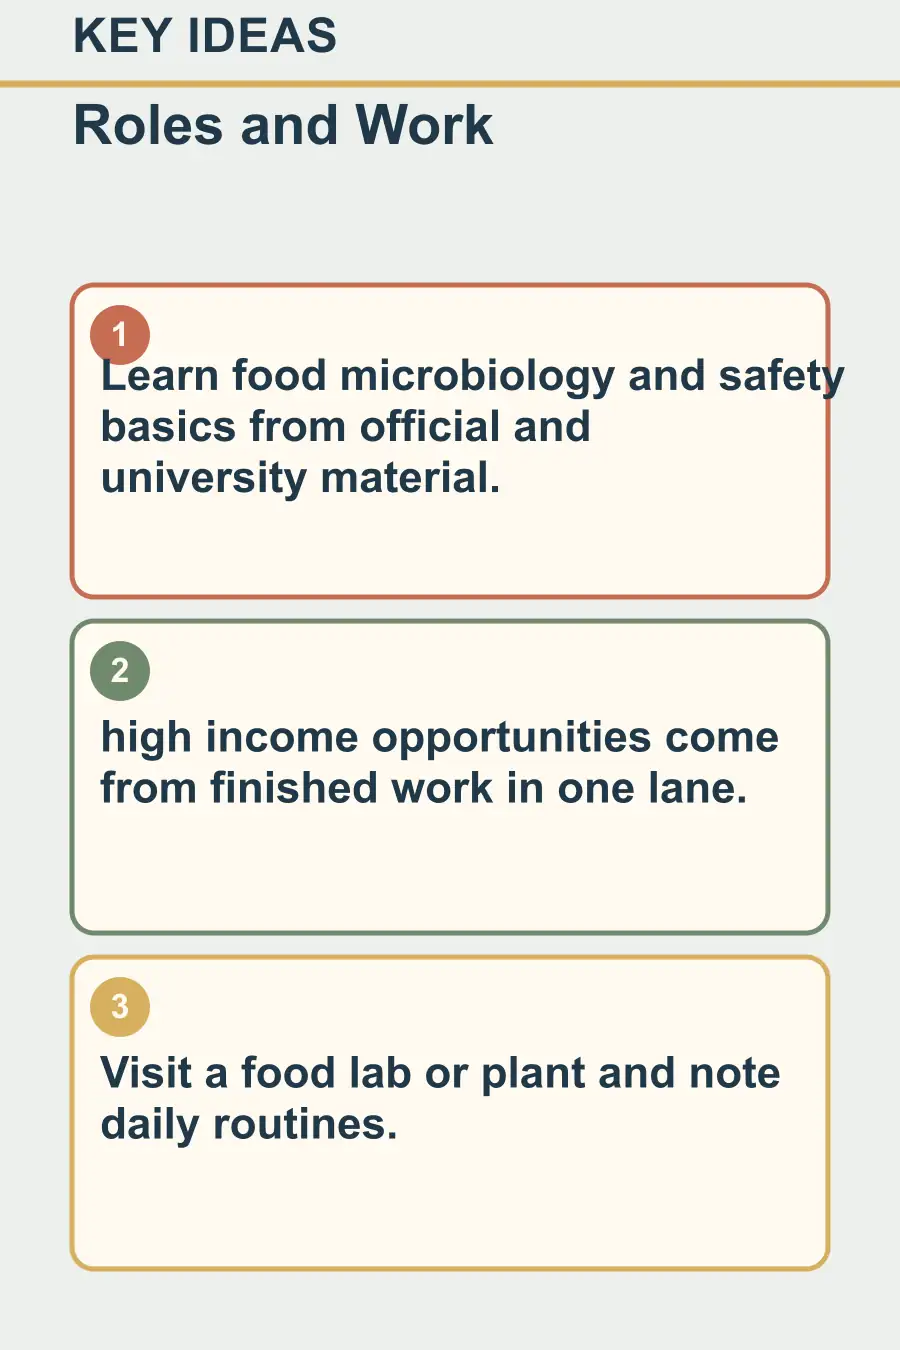 KEY IDEAS
Roles and Work
1
Learn food microbiology and safety
basics from official and
university material.
2
high income opportunities come
from finished work in one lane.
3
Visit a food lab or plant and note
daily routines.